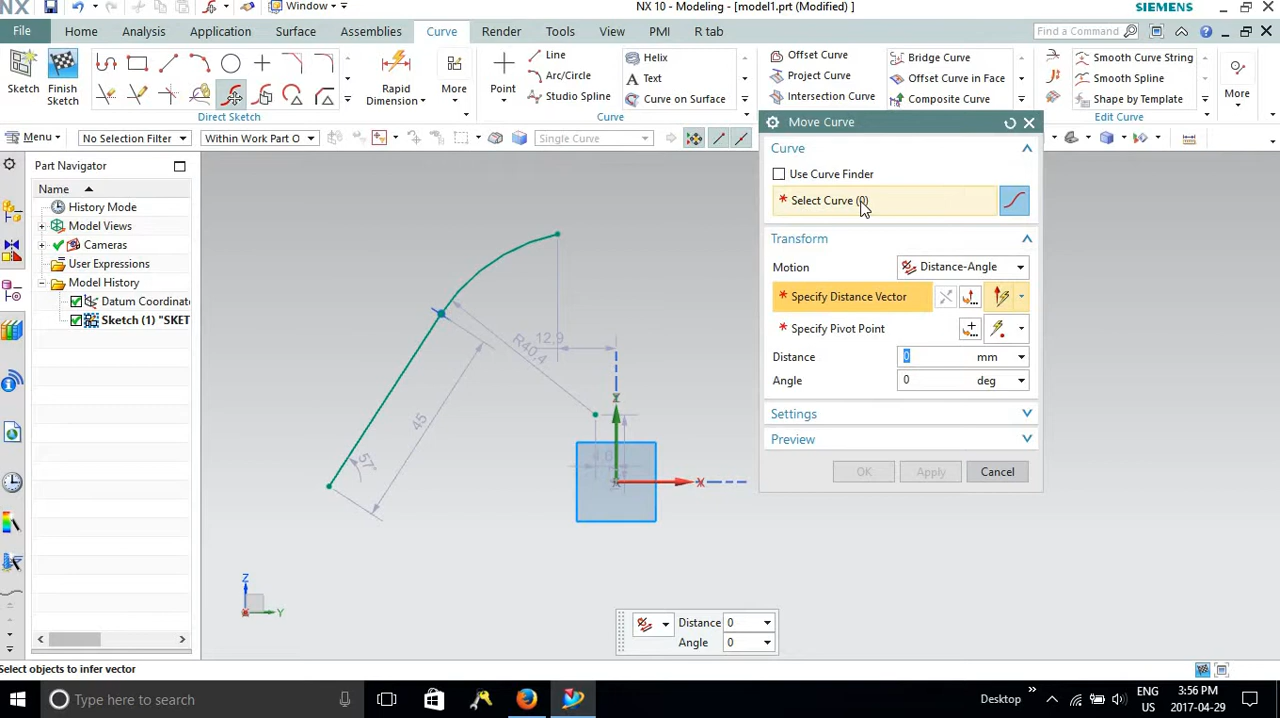 NX
Window
NX 10 - Modeling - [model1.prt (Modified) ]
SIEMENS
File
Home
Analysis
Application
Surface
Assemblies
Curve
Render
Tools
View
PMI
R tab
Find a Command
Sketch
Finish
Sketch
Direct Sketch
Rapid
Dimension
More
Point
Line
Arc/Circle
Studio Spline
Helix
Text
Curve on Surface
Curve
Offset Curve
Project Curve
Intersection Curve
Bridge Curve
Offset Curve in Face
Composite Curve
Smooth Curve String
Smooth Spline
Shape by Template
More
Edit Curve
Menu
No Selection Filter
Within Work Part O
Single Curve
Part Navigator
Name
History Mode
Model Views
Cameras
User Expressions
Model History
Datum Coordinate
Sketch (1) "SKET
Move Curve
Curve
Use Curve Finder
* Select Curve (0)
Transform
Motion
Distance-Angle
* Specify Distance Vector
* Specify Pivot Point
Distance
0
mm
Angle
0
deg
Settings
Preview
OK
Apply
Cancel
12,9
R40,4
45
57°
X
Z
Y
Distance
0
Angle
0
Select objects to infer vector
Type here to search
Desktop
ENG
US
3:56 PM
2017-04-29